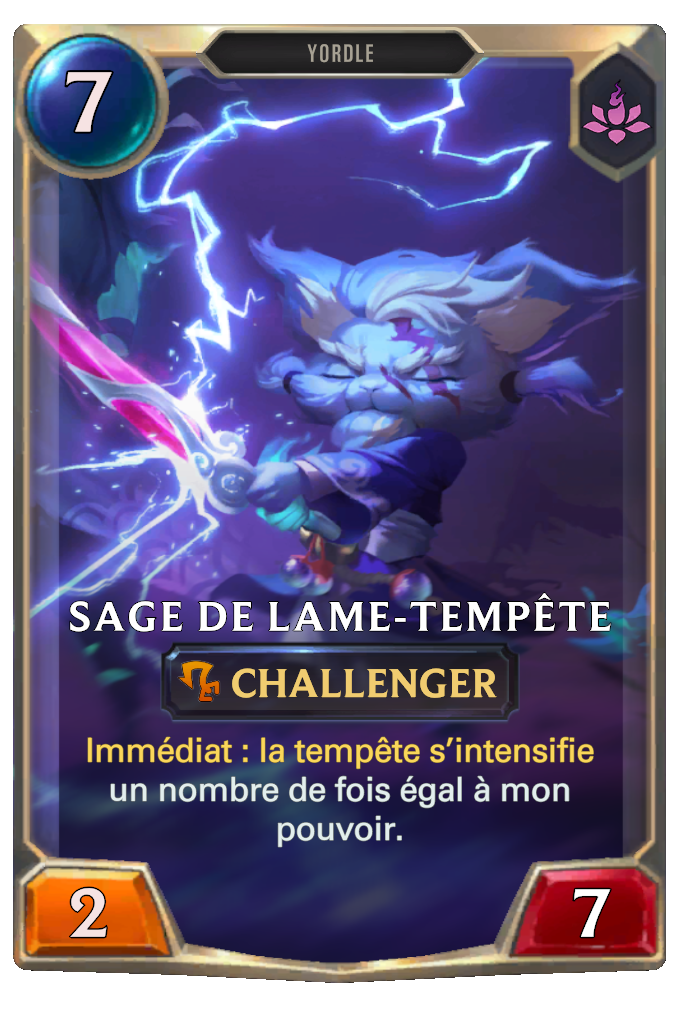 7
YORDLE
SAGE DE LAME-TEMPÊTE
CHALLENGER
Immédiat : la tempête s’intensifie
un nombre de fois égal à mon
pouvoir.
2
7